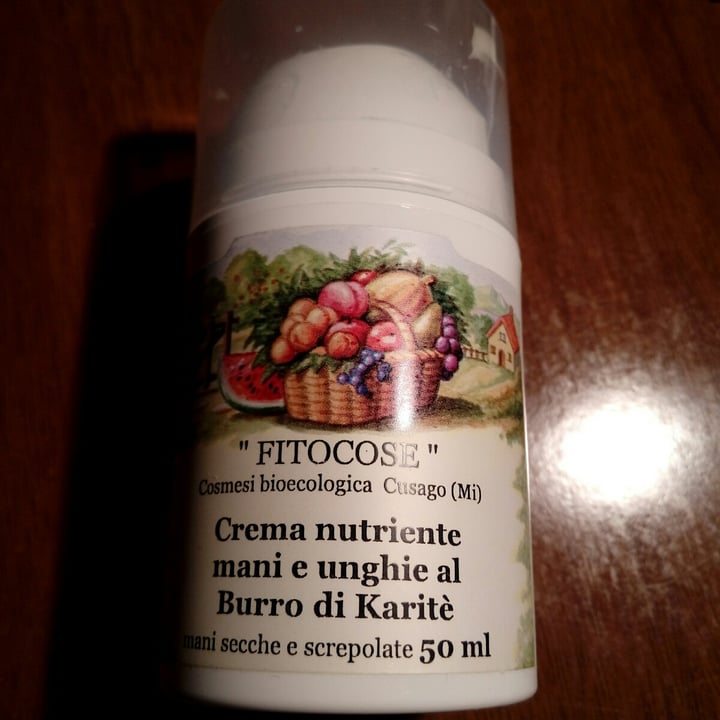 " FITOCOSE "
Cosmesi bioecologica Cusago (Mi)
Crema nutriente
mani e unghie al
Burro di Karitè
mani secche e screpolate 50 ml